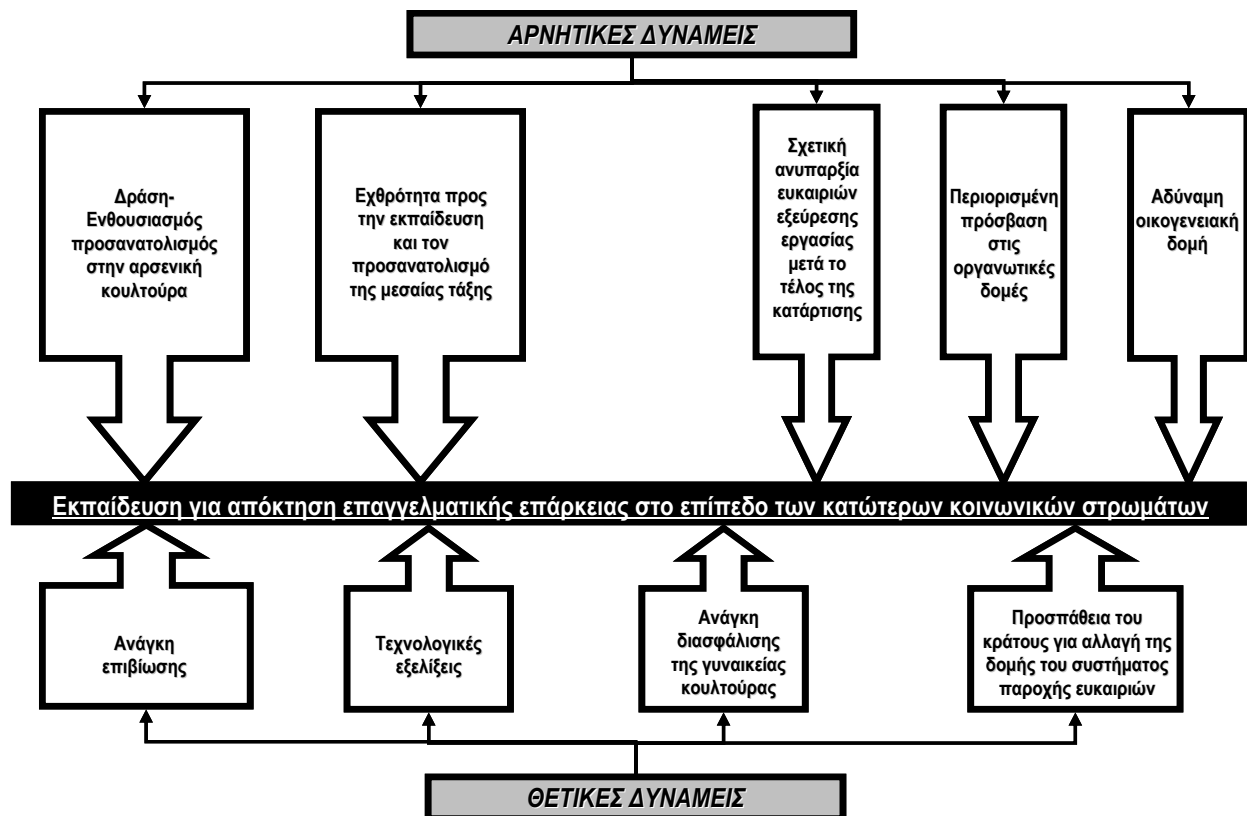 ΑΡΝΗΤΙΚΕΣ ΔΥΝΑΜΕΙΣ
Δράση-
Ενθουσιασμός
προσανατολισμός
στην αρσενική
κουλτούρα
Εχθρότητα προς
την εκπαίδευση
και τον
προσανατολισμό
της μεσαίας τάξης
Σχετική
ανυπαρξία
ευκαιριών
εξεύρεσης
εργασίας
μετά το
τέλος της
κατάρτισης
Περιορισμένη
πρόσβαση
στις
οργανωτικές
δομές
Αδύναμη
οικογενειακή
δομή
Εκπαίδευση για απόκτηση επαγγελματικής επάρκειας στο επίπεδο των κατώτερων κοινωνικών στρωμάτων
Ανάγκη
επιβίωσης
Τεχνολογικές
εξελίξεις
Ανάγκη
διασφάλισης
της γυναικείας
κουλτούρας
Προσπάθεια του
κράτους για αλλαγή της
δομής του συστήματος
παροχής ευκαιριών
ΘΕΤΙΚΕΣ ΔΥΝΑΜΕΙΣ